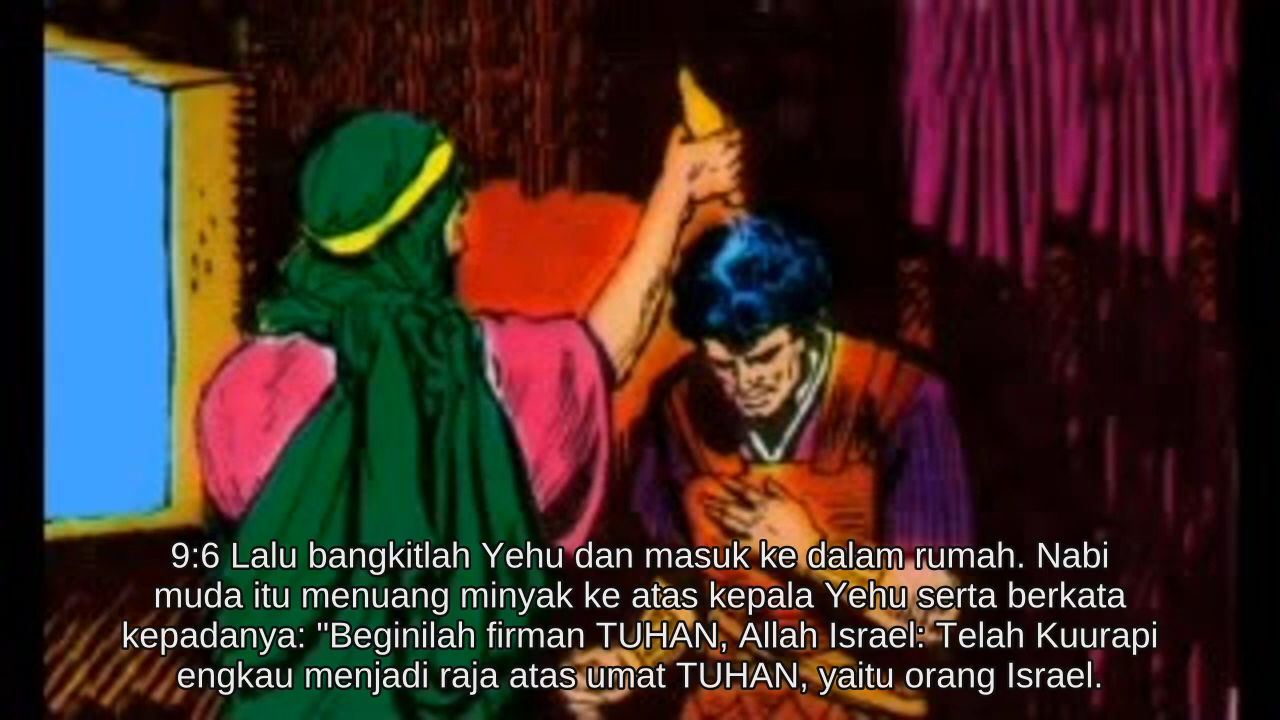 9:6 Lalu bangkitlah Yehu dan masuk ke dalam rumah. Nabi
muda itu menuang minyak ke atas kepala Yehu serta berkata
kepadanya: "Beginilah firman TUHAN, Allah Israel: Telah Kuurapi
engkau menjadi raja atas umat TUHAN, yaitu orang Israel.